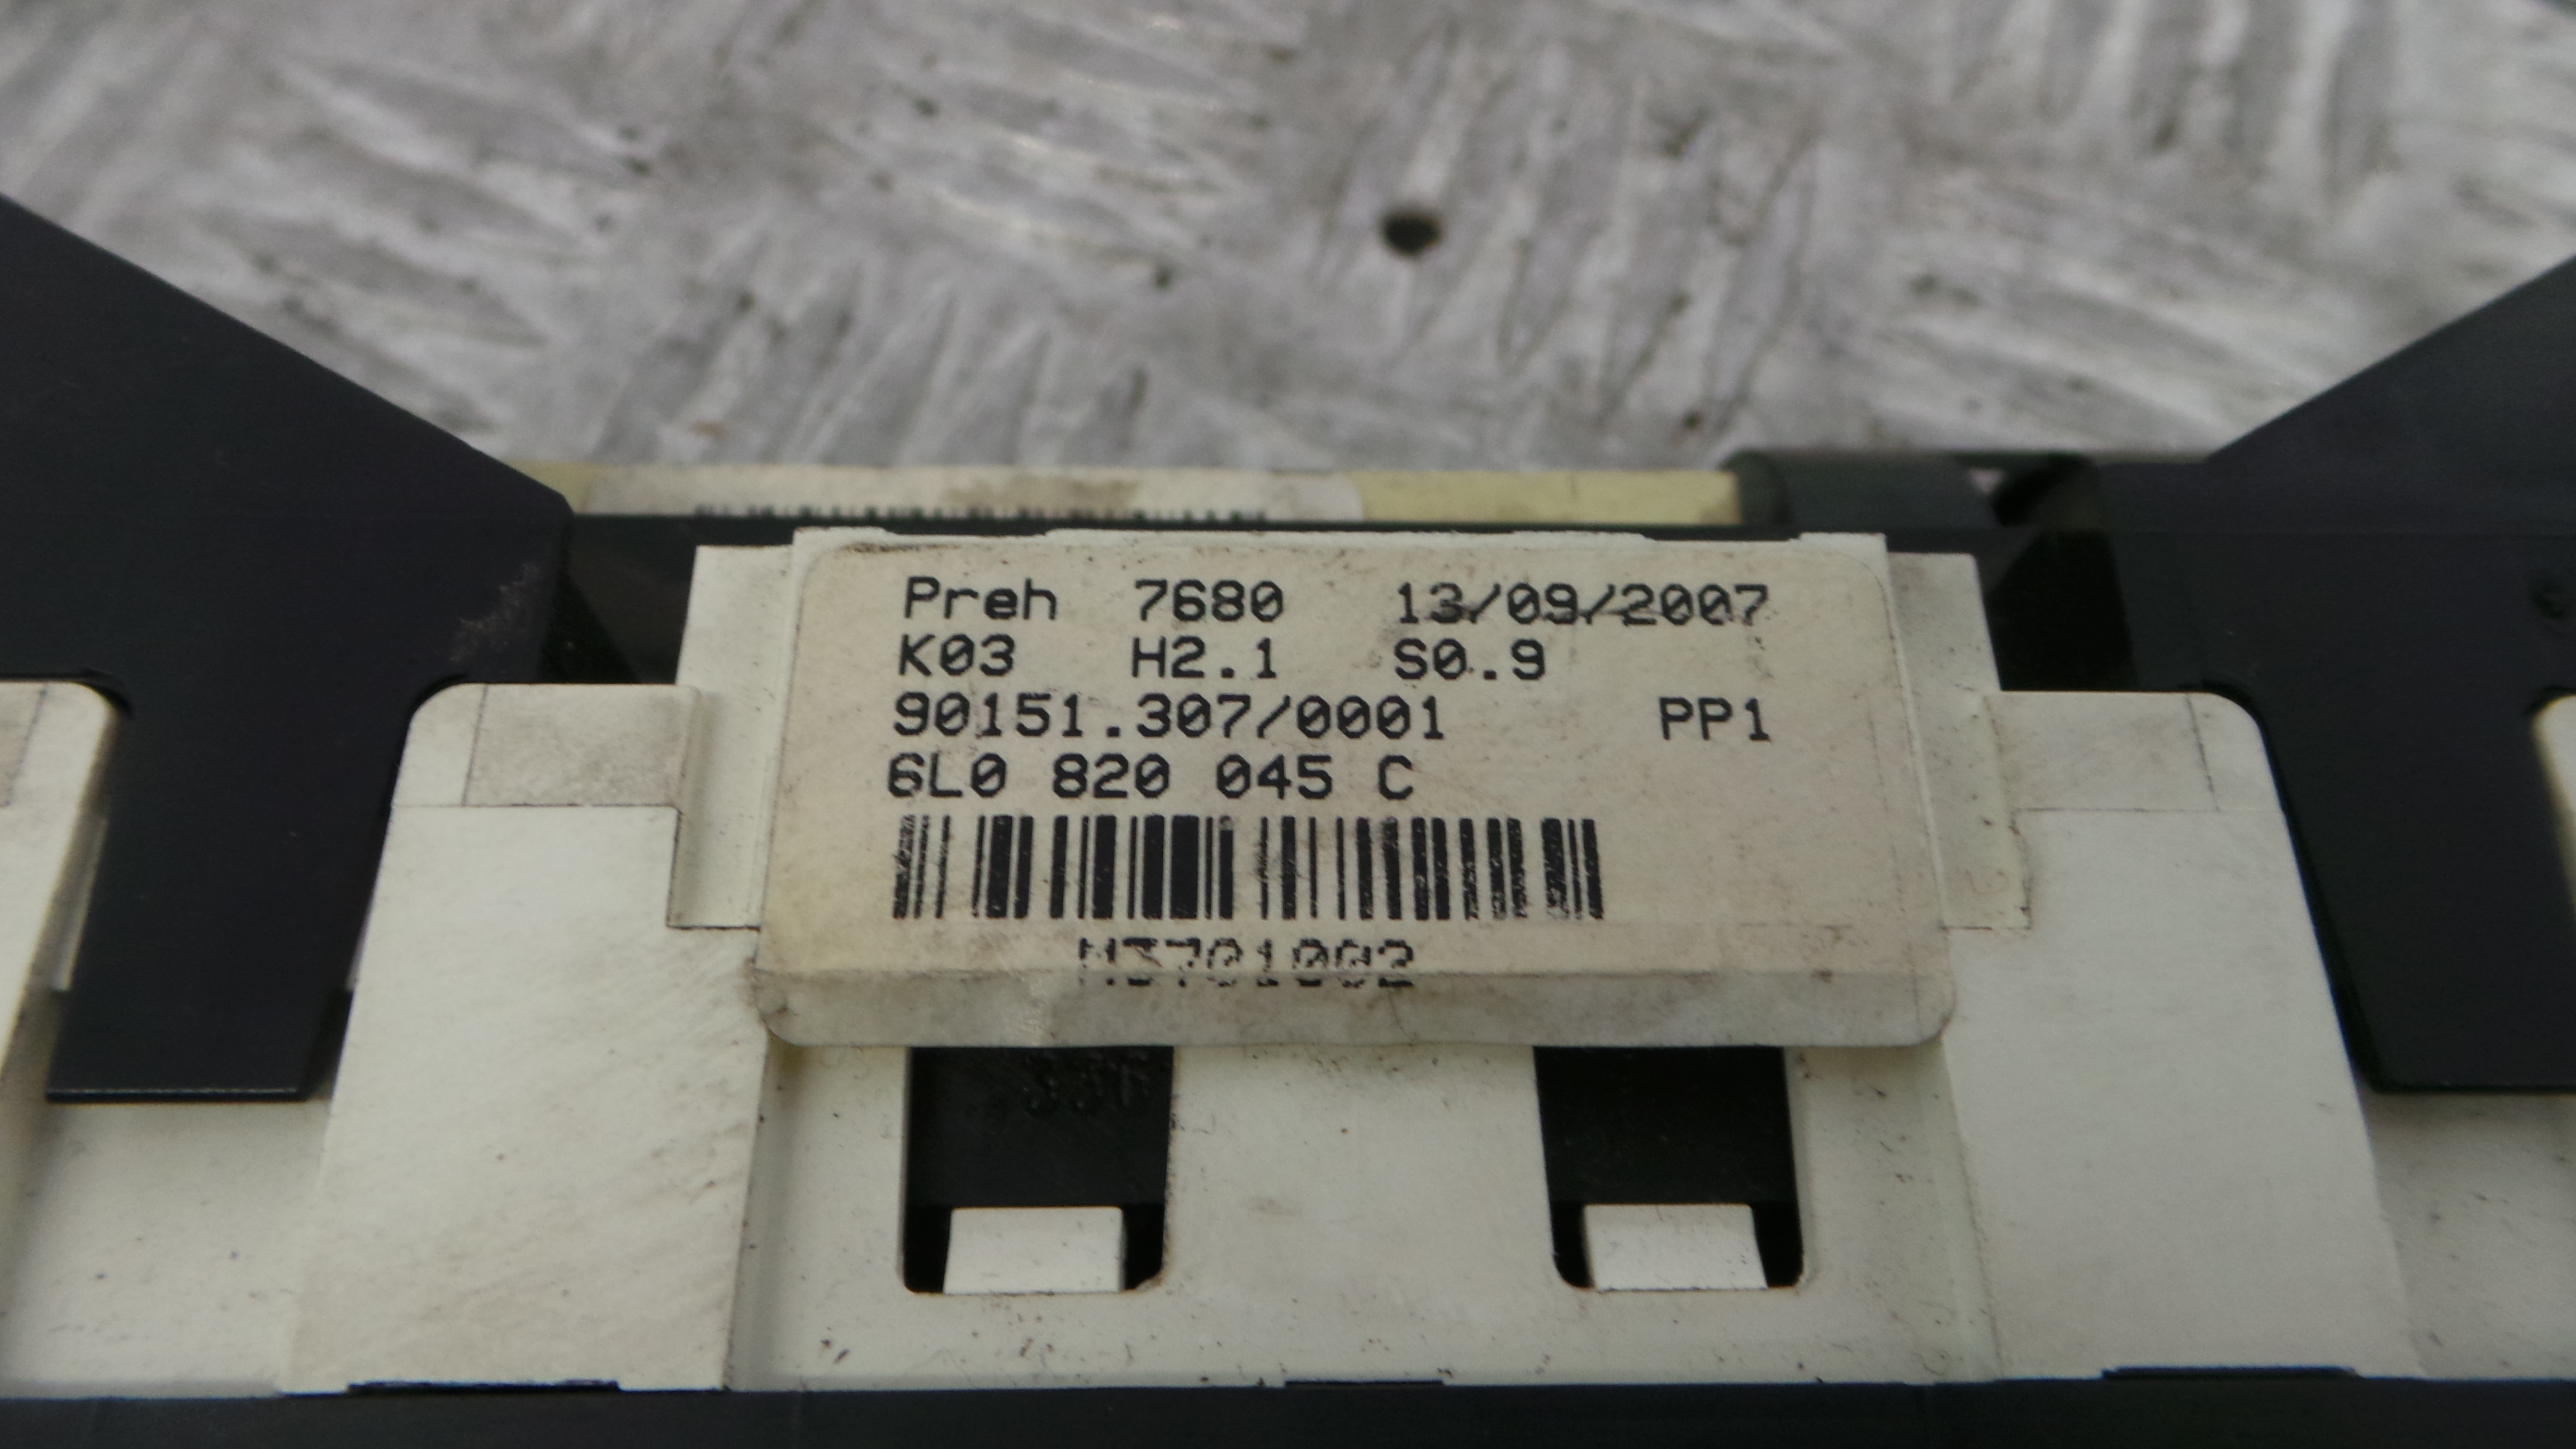 Preh 7680 13/09/2007
K03 H2.1 S0.9
90151.307/0001 PP1
6L0 820 045 C